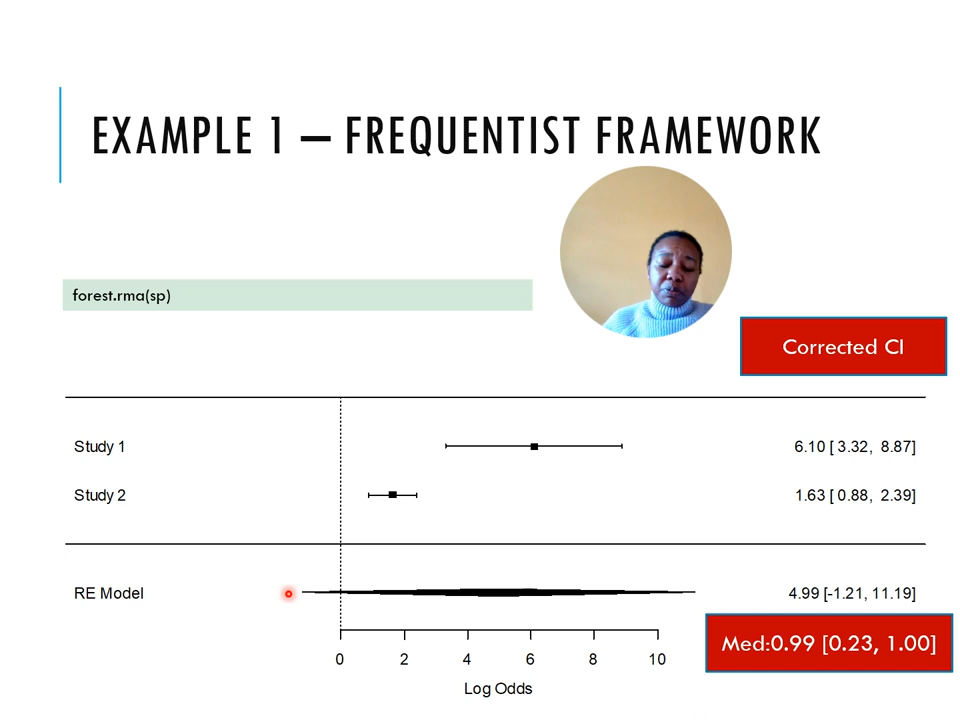 EXAMPLE 1 – FREQUENTIST FRAMEWORK
forest.rma(sp)
Corrected CI
Study 1 6.10 [ 3.32, 8.87]
Study 2 1.63 [ 0.88, 2.39]
RE Model 4.99 [-1.21, 11.19]
Med:0.99 [0.23, 1.00]
0 2 4 6 8 10
Log Odds